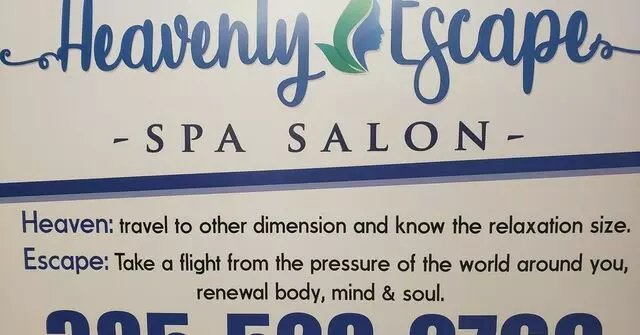 Heavenly Escape
-SPA SALON-
Heaven: travel to other dimension and know the relaxation size.
Escape: Take a flight from the pressure of the world around you,
renewal body, mind & soul.